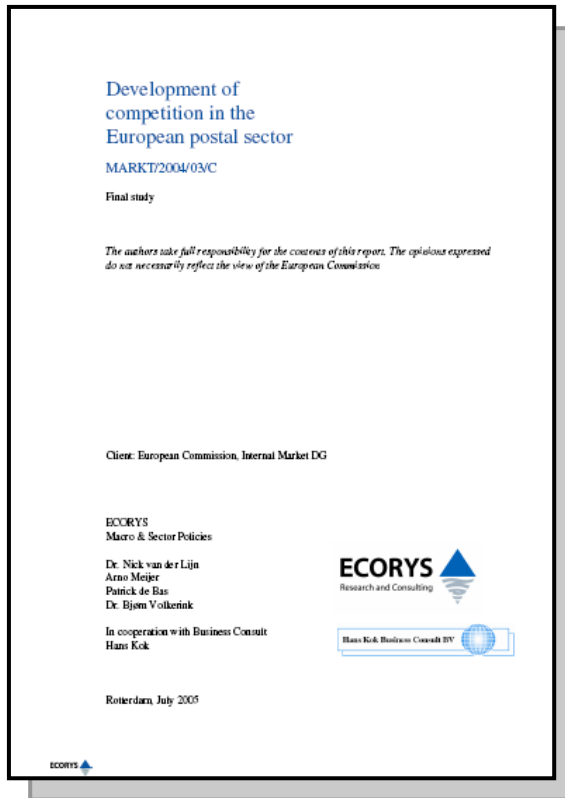 Development of
competition in the
European postal sector
MARKT/2004/03/C
Final study
The authors take full responsibility for the contents of this report. The opinions expressed
do not necessarily reflect the view of the European Commission
Client: European Commission, Internal Market DG
ECORYS
Macro & Sector Policies
Dr. Nick van der Lijn
Arno Meijer
Patrick de Bas
Dr. Bjørn Volkerink
In cooperation with Business Consult
Hans Kok
ECORYS
Research and Consulting
Hans Kok Business Consult BV
Rotterdam, July 2005
ECORYS